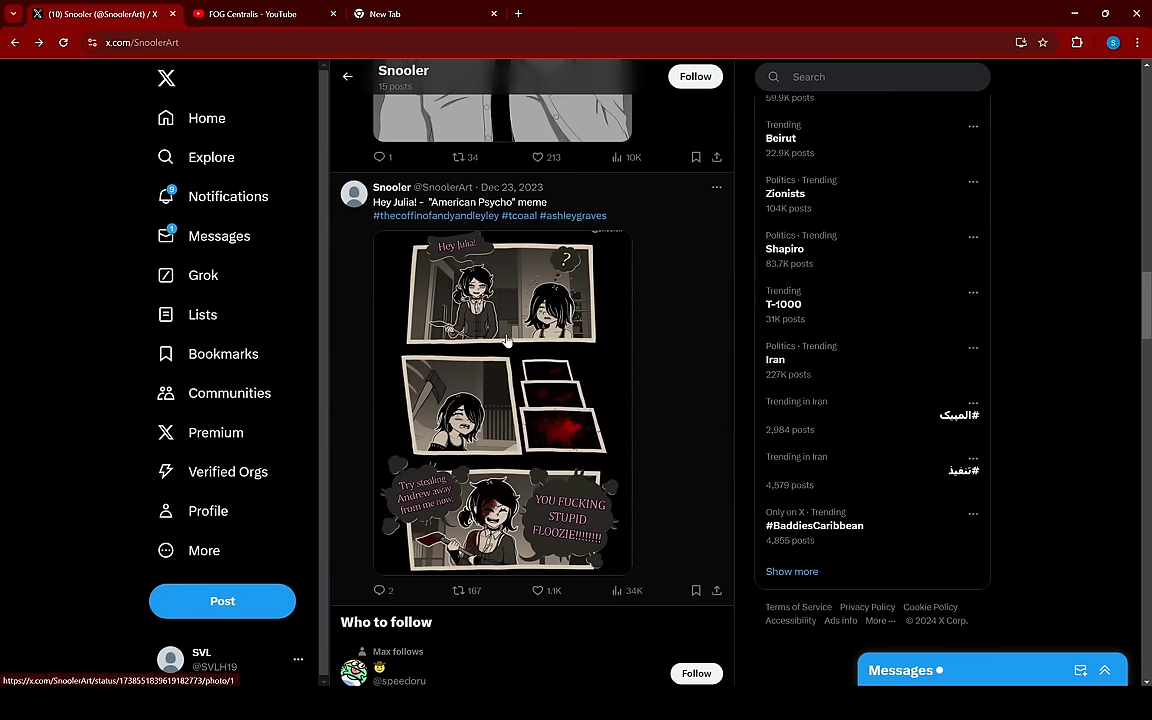 (10) Snooler (@SnoolerArt) / X
FOG Centralis - YouTube
New Tab
x.com/SnoolerArt
S
Home
Explore
9
Notifications
1
Messages
Grok
Lists
Bookmarks
Communities
Premium
Verified Orgs
Profile
More
Post
SVL
@SVLH19
https://x.com/SnoolerArt/status/1738551839619182773/photo/1
Snooler
15 posts
Follow
1
34
213
10K
Snooler @SnoolerArt · Dec 23, 2023
Hey Julia! - "American Psycho" meme
#thecoffinofandyandleyley #tcoaal #ashleygraves
Hey Julia!
?
Try stealing
Andrew away
from me now,
YOU FUCKING
STUPID
FLOOZIE!!!!!!!!
2
167
1.1K
34K
Who to follow
Max follows
@speedoru
Follow
Search
59.9K posts
Trending
Beirut
22.9K posts
Politics · Trending
Zionists
104K posts
Politics · Trending
Shapiro
83.7K posts
Trending
T-1000
31K posts
Politics · Trending
Iran
227K posts
Trending in Iran
#المپیک
2,984 posts
Trending in Iran
#تنفيذ
4,579 posts
Only on X · Trending
#BaddiesCaribbean
4,855 posts
Show more
Terms of Service Privacy Policy Cookie Policy
Accessibility Ads info More ··· © 2024 X Corp.
Messages